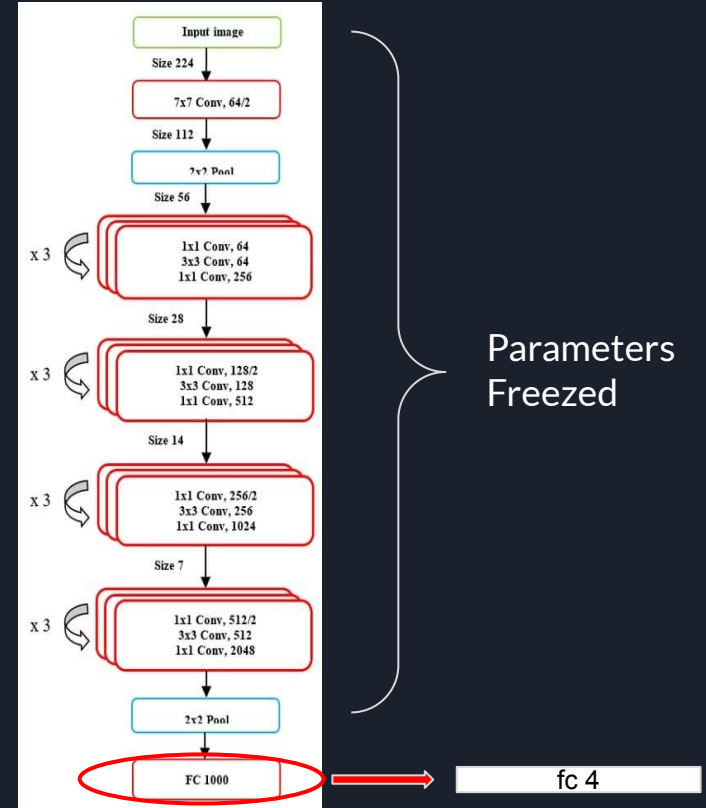 Input image
Size 224
7x7 Conv, 64/2
Size 112
2x2 Pool
Size 56
x 3
1x1 Conv, 64
3x3 Conv, 64
1x1 Conv, 256
Size 28
x 3
1x1 Conv, 128/2
3x3 Conv, 128
1x1 Conv, 512
Parameters
Freezed
Size 14
x 3
1x1 Conv, 256/2
3x3 Conv, 256
1x1 Conv, 1024
Size 7
x 3
1x1 Conv, 512/2
3x3 Conv, 512
1x1 Conv, 2048
2x2 Pool
FC 1000
fc 4